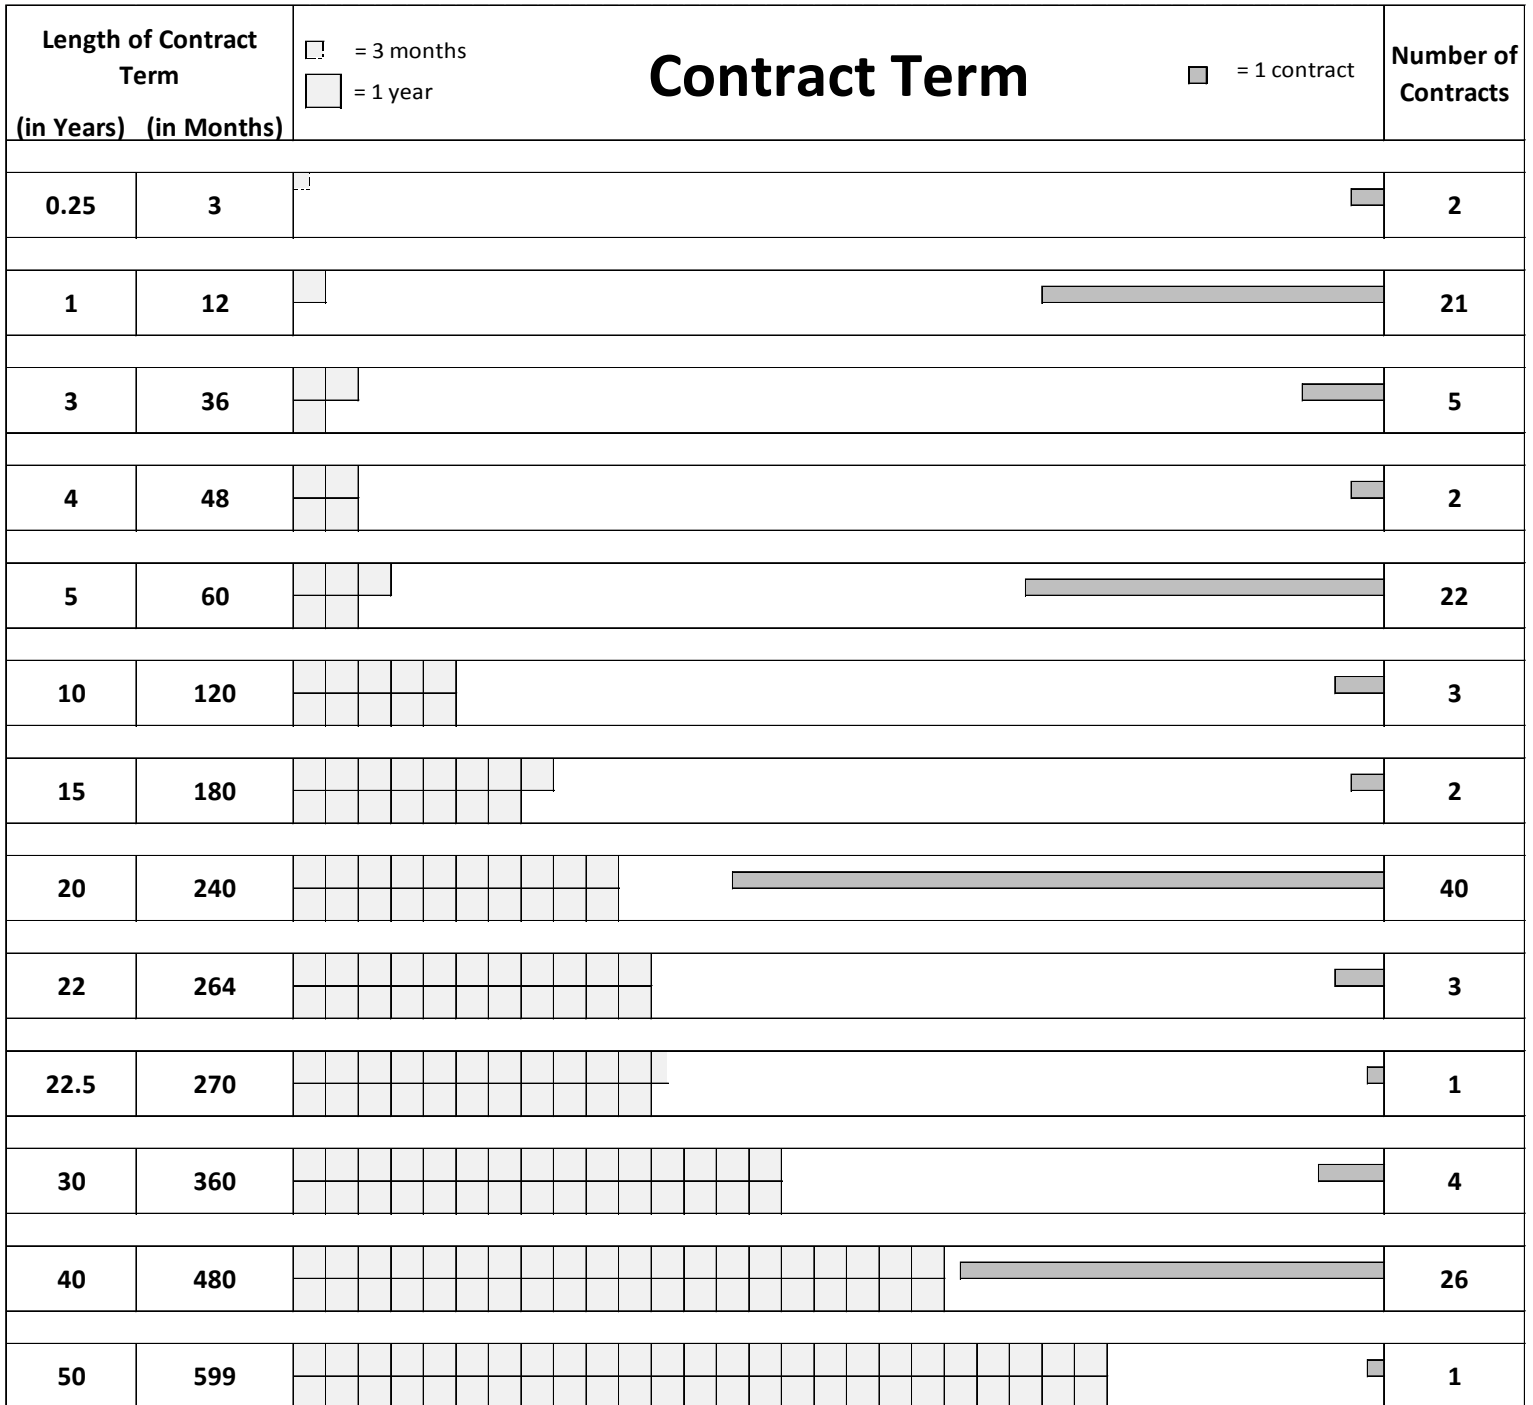 Length of Contract
Term
(in Years) (in Months)
= 3 months
= 1 year
Contract Term
= 1 contract
Number of
Contracts
0.25 3 2
1 12 21
3 36 5
4 48 2
5 60 22
10 120 3
15 180 2
20 240 40
22 264 3
22.5 270 1
30 360 4
40 480 26
50 599 1